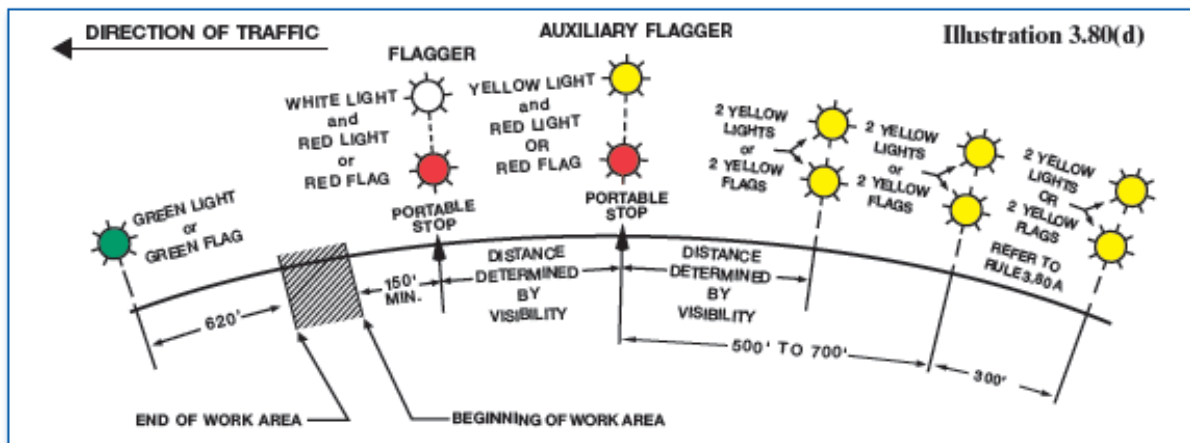 DIRECTION OF TRAFFIC
AUXILIARY FLAGGER
Illustration 3.80(d)
FLAGGER
WHITE LIGHT
and
RED LIGHT
or
RED FLAG
YELLOW LIGHT
and
RED LIGHT
OR
RED FLAG
2 YELLOW
LIGHTS
or
2 YELLOW
FLAGS
2 YELLOW
LIGHTS
or
2 YELLOW
FLAGS
2 YELLOW
LIGHTS
OR
2 YELLOW
FLAGS
REFER TO
RULE3.80A
GREEN LIGHT
or
GREEN FLAG
PORTABLE
STOP
PORTABLE
STOP
620'
150'
MIN.
DISTANCE
DETERMINED
BY
VISIBILITY
DISTANCE
DETERMINED
BY
VISIBILITY
500' TO 700'
300'
END OF WORK AREA
BEGINNING OF WORK AREA